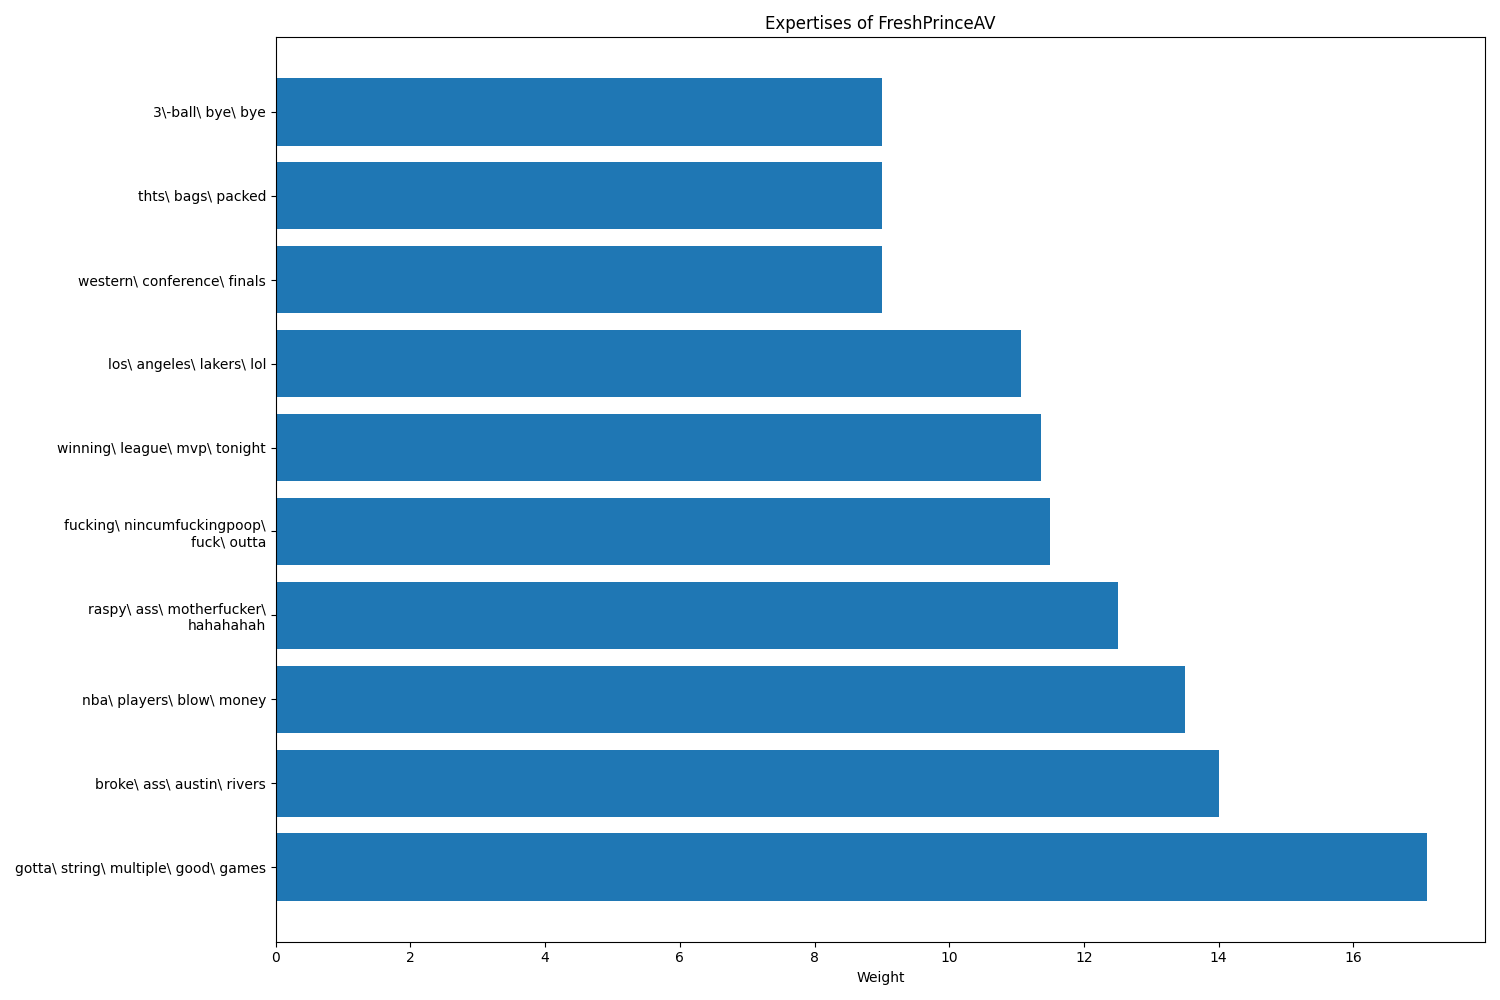 Expertises of FreshPrinceAV
3\-ball\ bye\ bye
thts\ bags\ packed
western\ conference\ finals
los\ angeles\ lakers\ lol
winning\ league\ mvp\ tonight
fucking\ nincumfuckingpoop\
fuck\ outta
raspy\ ass\ motherfucker\
hahahahah
nba\ players\ blow\ money
broke\ ass\ austin\ rivers
gotta\ string\ multiple\ good\ games
0 2 4 6 8 10 12 14 16
Weight